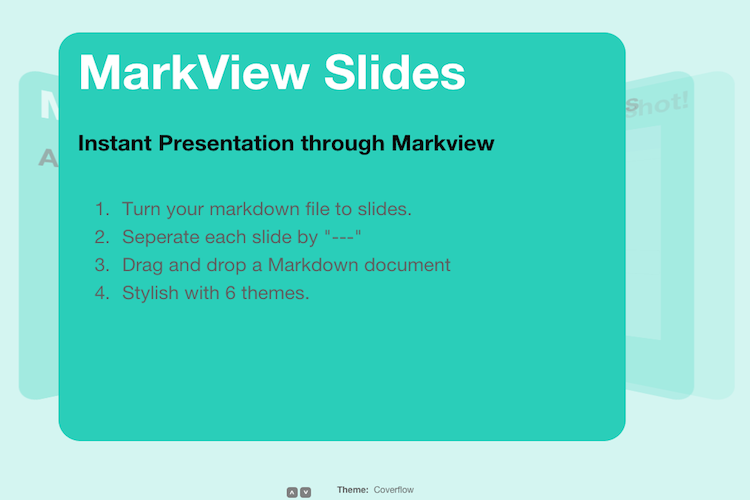 MarkView Slides
Instant Presentation through Markview
1. Turn your markdown file to slides.
2. Seperate each slide by "---"
3. Drag and drop a Markdown document
4. Stylish with 6 themes.
Theme: Coverflow